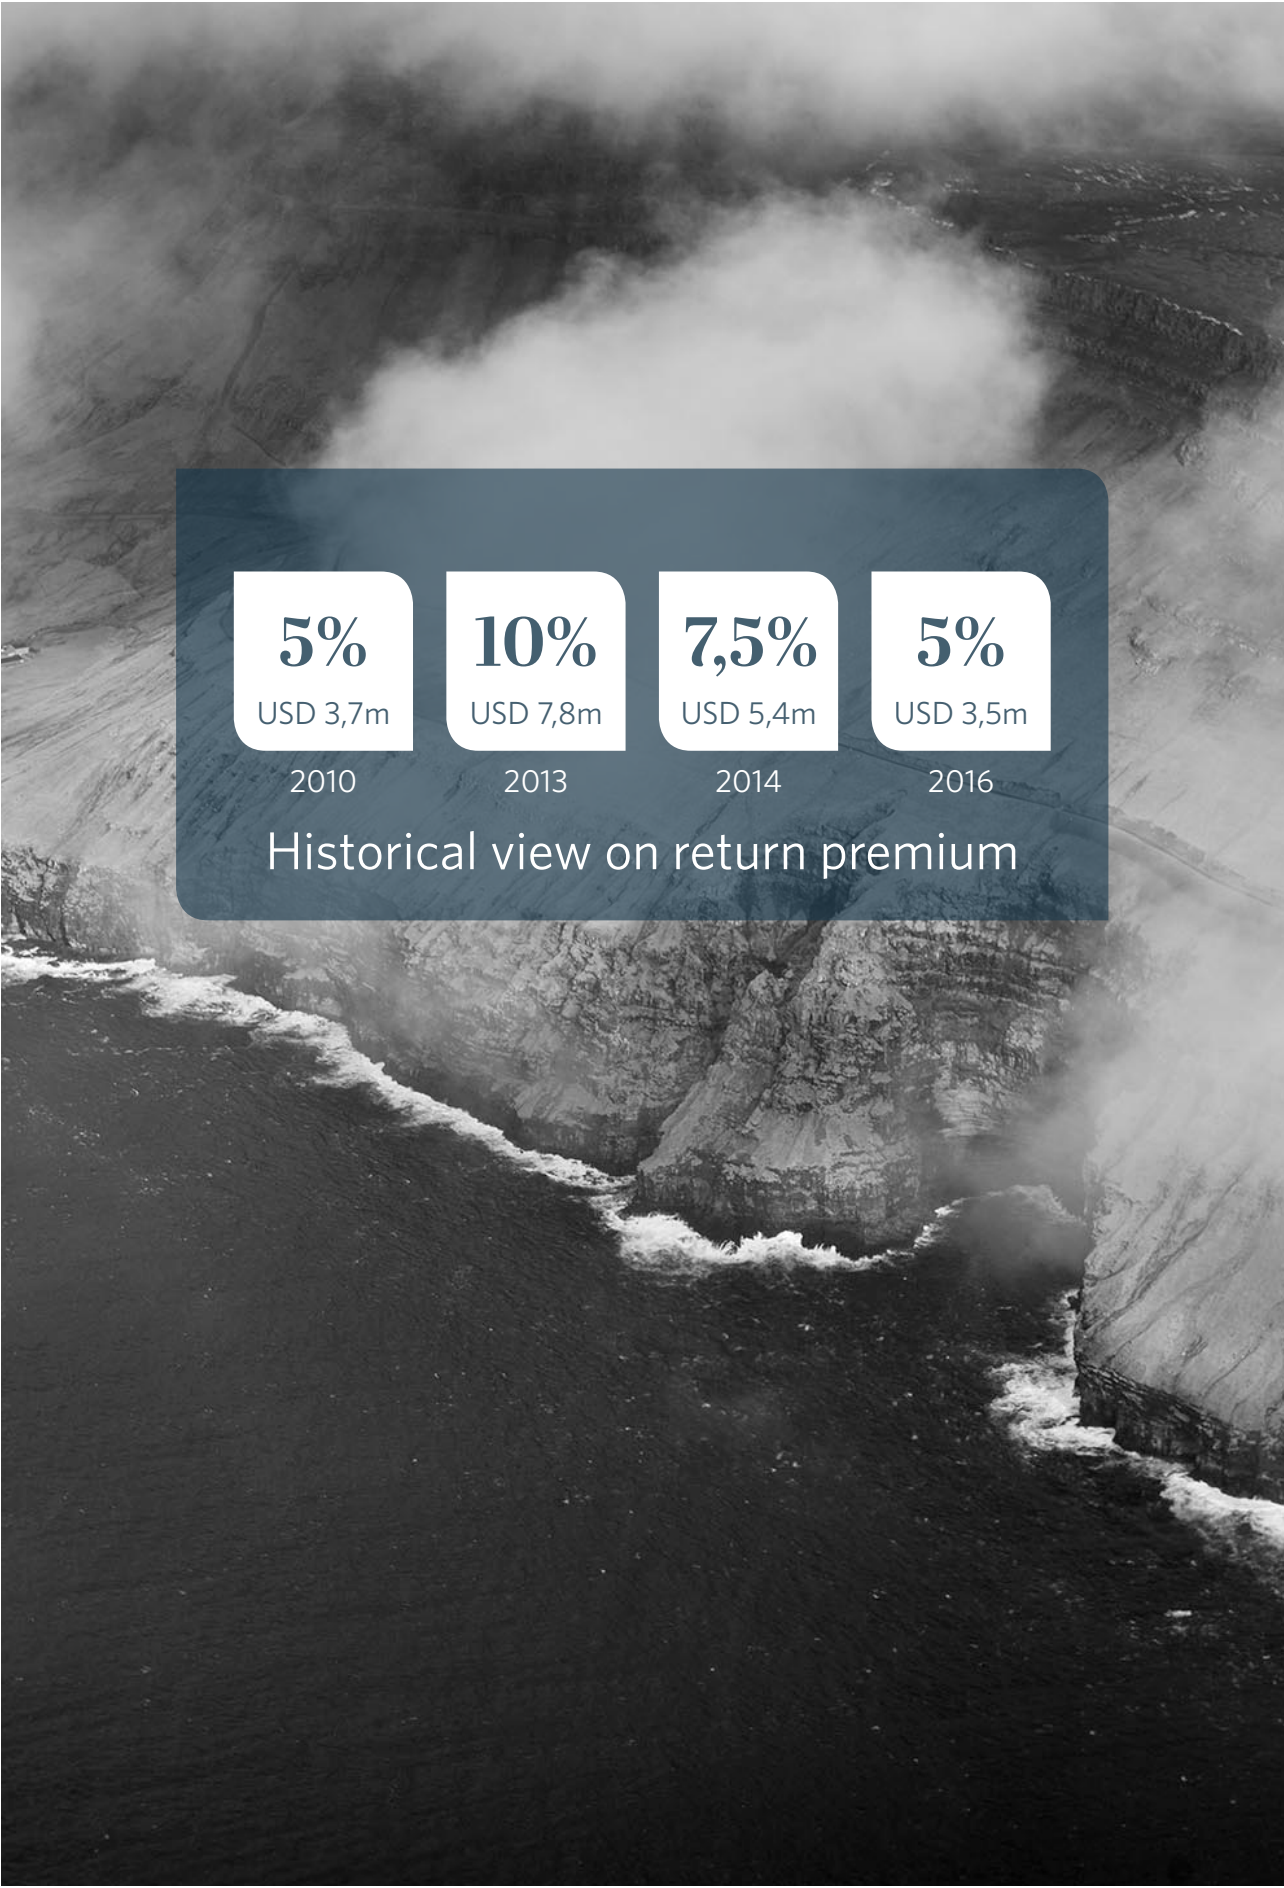 5% 10% 7,5% 5%
USD 3,7m USD 7,8m USD 5,4m USD 3,5m
2010 2013 2014 2016
Historical view on return premium